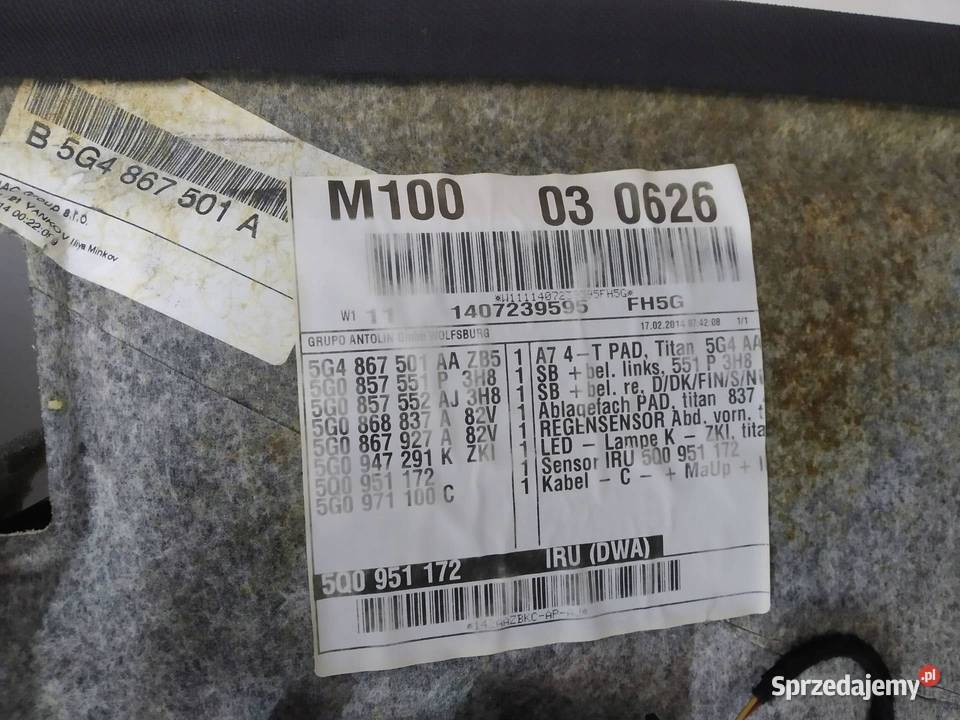 B 5G4 867 501 A
Iliya Minkov
M100 03 0626
W1 11 1407239595 FH5G
17.02.2014 07:42:08 1/1
GRUPO ANTOLIN WOLFSBURG
5G4 867 501 AA ZB5 1 A7 4-T PAD, Titan 5G4 AA
5G0 857 551 P 3H8 1 SB + bel. links, 551 P 3H8
5G0 857 552 AJ 3H8 1 SB + bel. re, D/DK/FIN/S/N
5G0 868 837 A 82V 1 Ablagefach PAD, titan 837
5G0 867 927 A 82V 1 REGENSENSOR Abd. vorn.
5G0 947 291 K ZKI 1 LED - Lampe K - ZKI, tita
5Q0 951 172 1 Sensor IRU 5Q0 951 172
5G0 971 100 C 1 Kabel - C - + MaUp +
5Q0 951 172 IRU (DWA)
Sprzedajemy.pl